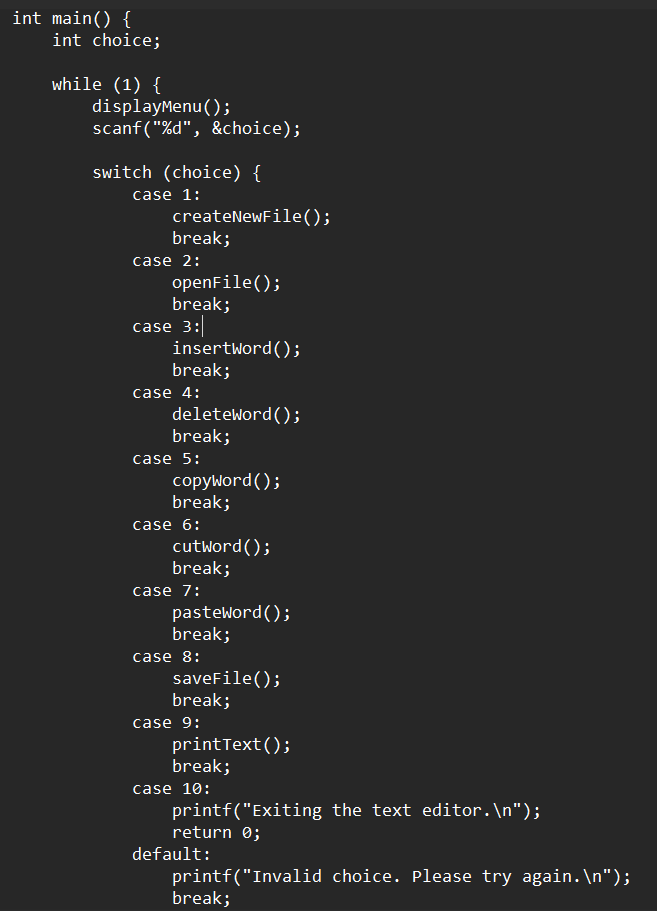 int main() {
    int choice;

    while (1) {
        displayMenu();
        scanf("%d", &choice);

        switch (choice) {
            case 1:
                createNewFile();
                break;
            case 2:
                openFile();
                break;
            case 3:
                insertWord();
                break;
            case 4:
                deleteWord();
                break;
            case 5:
                copyWord();
                break;
            case 6:
                cutWord();
                break;
            case 7:
                pasteWord();
                break;
            case 8:
                saveFile();
                break;
            case 9:
                printText();
                break;
            case 10:
                printf("Exiting the text editor.\n");
                return 0;
            default:
                printf("Invalid choice. Please try again.\n");
                break;